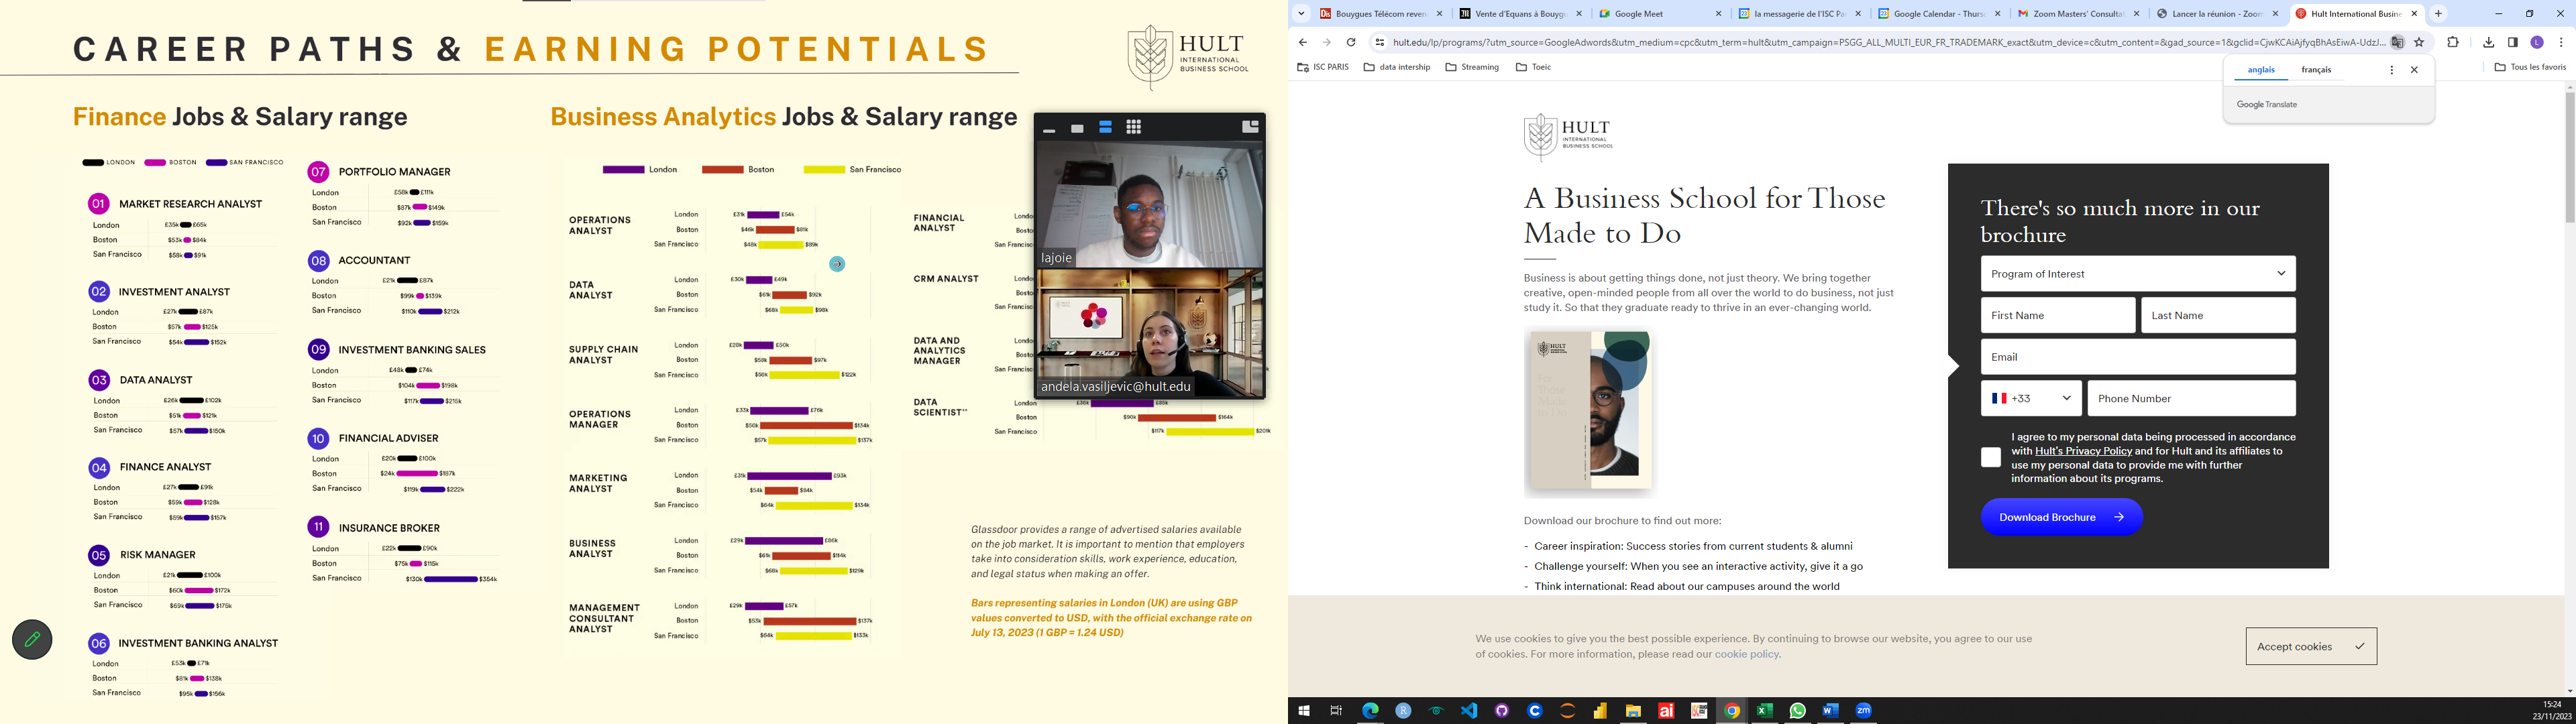 CAREER PATHS & EARNING POTENTIALS
HULT
INTERNATIONAL
BUSINESS SCHOOL
Finance Jobs & Salary range
LONDON BOSTON SAN FRANCISCO
01 MARKET RESEARCH ANALYST
London £35k £65k
Boston $53k $84k
San Francisco $58k $91k
02 INVESTMENT ANALYST
London £27k £87k
Boston $57k $125k
San Francisco $54k $152k
03 DATA ANALYST
London £26k £102k
Boston $51k $121k
San Francisco $57k $150k
04 FINANCE ANALYST
London £27k £91k
Boston $59k $128k
San Francisco $59k $157k
05 RISK MANAGER
London £21k £100k
Boston $60k $172k
San Francisco $69k $175k
06 INVESTMENT BANKING ANALYST
London £53k £71k
Boston $81k $138k
San Francisco $95k $156k
07 PORTFOLIO MANAGER
London £58k £111k
Boston $87k $149k
San Francisco $92k $159k
08 ACCOUNTANT
London £21k £87k
Boston $99k $139k
San Francisco $110k $212k
09 INVESTMENT BANKING SALES
London £48k £74k
Boston $104k $198k
San Francisco $117k $215k
10 FINANCIAL ADVISER
London £20k £100k
Boston $24k $187k
San Francisco $119k $222k
11 INSURANCE BROKER
London £22k £90k
Boston $75k $115k
San Francisco $130k $354k
Business Analytics Jobs & Salary range
London Boston San Francisco
OPERATIONS
ANALYST
London £31k £54k
Boston $46k $81k
San Francisco $48k $89k
DATA
ANALYST
London £30k £49k
Boston $61k $92k
San Francisco $68k $98k
SUPPLY CHAIN
ANALYST
London £28k £50k
Boston $58k $97k
San Francisco $58k $122k
OPERATIONS
MANAGER
London £33k £76k
Boston $50k $134k
San Francisco $57k $137k
MARKETING
ANALYST
London £31k £93k
Boston $54k $84k
San Francisco $64k $134k
BUSINESS
ANALYST
London £29k £86k
Boston $61k $114k
San Francisco $68k $129k
MANAGEMENT
CONSULTANT
ANALYST
London £29k £57k
Boston $53k $137k
San Francisco $64k $133k
FINANCIAL
ANALYST
CRM ANALYST
DATA AND
ANALYTICS
MANAGER
DATA
SCIENTIST**
London £36k £85k
Boston $90k $164k
San Francisco $117k $201k
lajoie
andela.vasiljevic@hult.edu
Glassdoor provides a range of advertised salaries available
on the job market. It is important to mention that employers
take into consideration skills, work experience, education,
and legal status when making an offer.
Bars representing salaries in London (UK) are using GBP
values converted to USD, with the official exchange rate on
July 13, 2023 (1 GBP = 1.24 USD)
Bouygues Télécom reven
Vente d'Equans à Bouygu
Google Meet
la messagerie de l'ISC Pa
Google Calendar - Thurs
Zoom Masters' Consulta
Lancer la réunion - Zoom
Hult International Busine
hult.edu/lp/programs/?utm_source=GoogleAdwords&utm_medium=cpc&utm_term=hult&utm_campaign=PSGG_ALL_MULTI_EUR_FR_TRADEMARK_exact&utm_device=c&utm_content=&gad_source=1&gclid=CjwKCAiAjfyqBhAsEiwA-UdzJ...
ISC PARIS
data intership
Streaming
Toeic
Tous les favoris
anglais français
Google Translate
HULT
INTERNATIONAL
BUSINESS SCHOOL
A Business School for Those
Made to Do
Business is about getting things done, not just theory. We bring together
creative, open-minded people from all over the world to do business, not just
study it. So that they graduate ready to thrive in an ever-changing world.
HULT
Download our brochure to find out more:
- Career inspiration: Success stories from current students & alumni
- Challenge yourself: When you see an interactive activity, give it a go
- Think international: Read about our campuses around the world
There's so much more in our
brochure
Program of Interest
First Name
Last Name
Email
+33
Phone Number
I agree to my personal data being processed in accordance
with Hult's Privacy Policy and for Hult and its affiliates to
use my personal data to provide me with further
information about its programs.
Download Brochure
We use cookies to give you the best possible experience. By continuing to browse our website, you agree to our use
of cookies. For more information, please read our cookie policy.
Accept cookies
15:24
23/11/2023